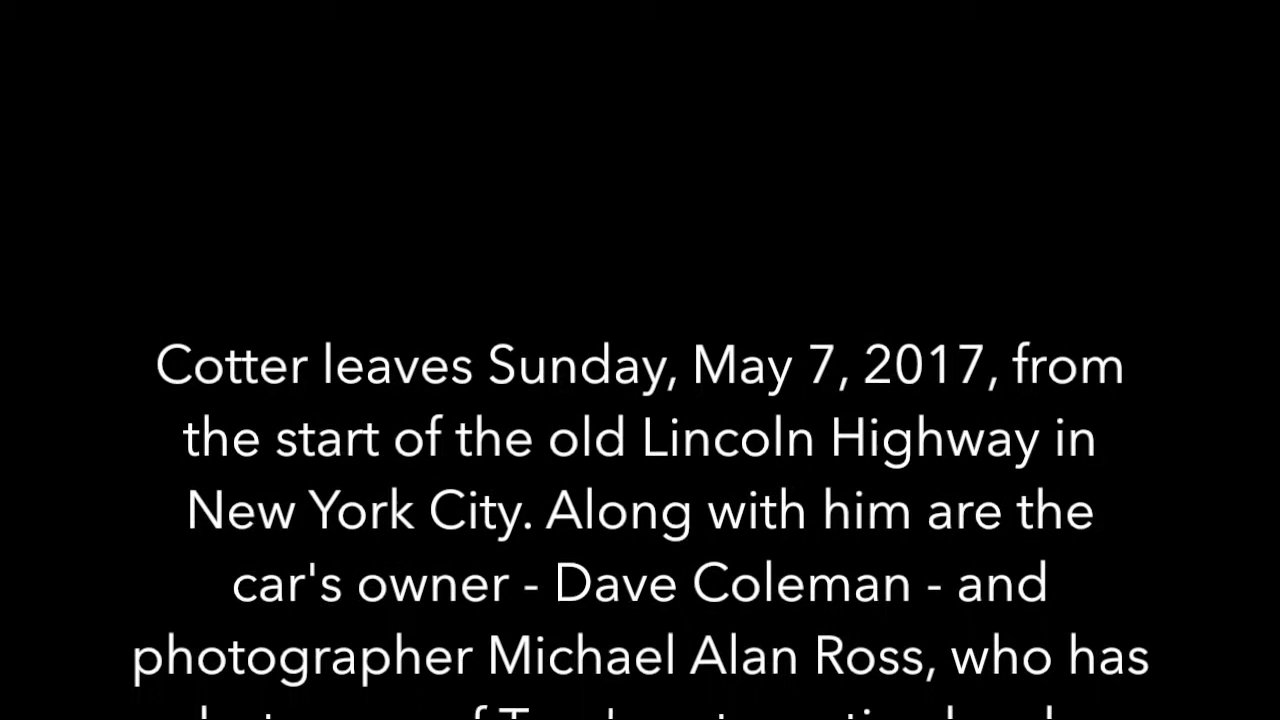 Cotter leaves Sunday, May 7, 2017, from
the start of the old Lincoln Highway in
New York City. Along with him are the
car's owner - Dave Coleman - and
photographer Michael Alan Ross, who has